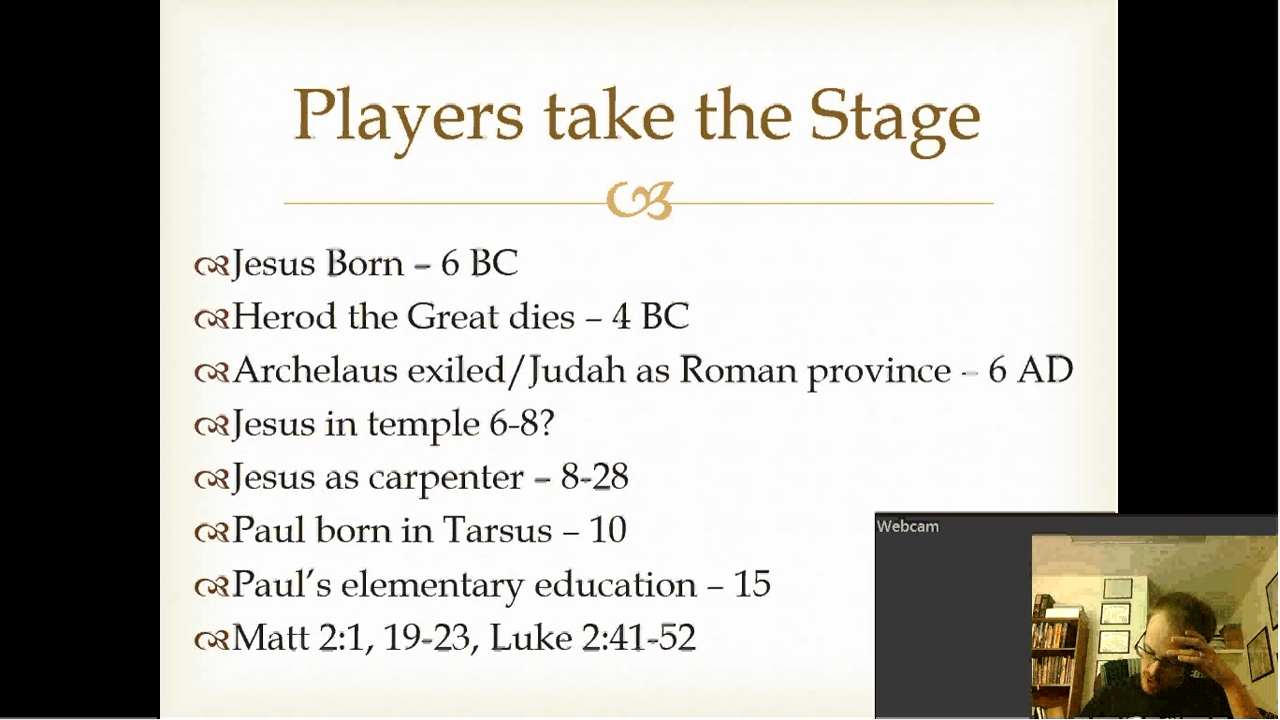 Players take the Stage
Jesus Born – 6 BC
Herod the Great dies – 4 BC
Archelaus exiled/Judah as Roman province – 6 AD
Jesus in temple 6-8?
Jesus as carpenter – 8-28
Paul born in Tarsus – 10
Paul’s elementary education – 15
Matt 2:1, 19-23, Luke 2:41-52
Webcam